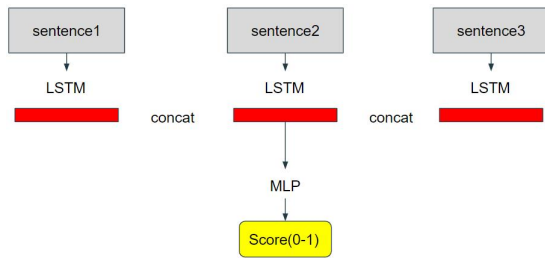 sentence1 sentence2 sentence3
LSTM LSTM LSTM
concat concat
MLP
Score(0-1)